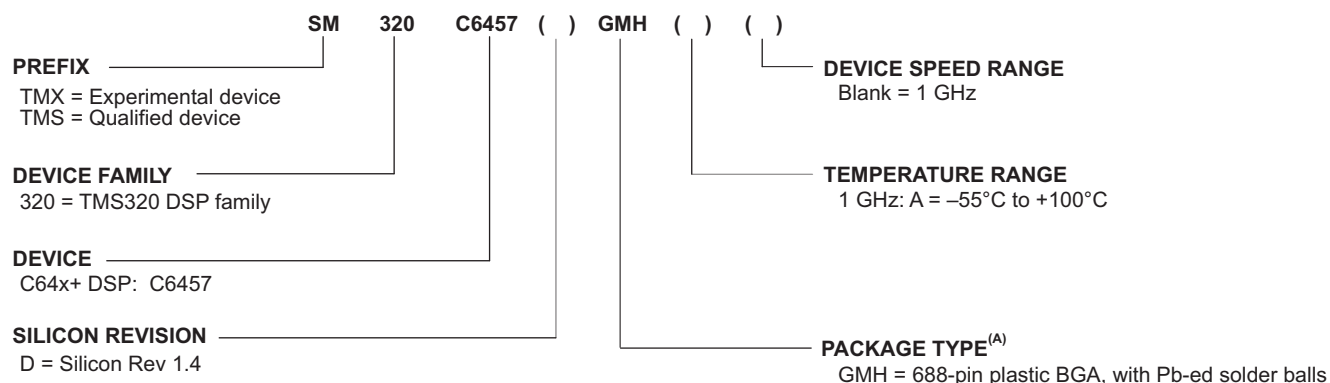 SM 320 C6457 ( ) GMH ( ) ( )
PREFIX
TMX = Experimental device
TMS = Qualified device
DEVICE FAMILY
320 = TMS320 DSP family
DEVICE
C64x+ DSP: C6457
SILICON REVISION
D = Silicon Rev 1.4
DEVICE SPEED RANGE
Blank = 1 GHz
TEMPERATURE RANGE
1 GHz: A = –55°C to +100°C
PACKAGE TYPE(A)
GMH = 688-pin plastic BGA, with Pb-ed solder balls